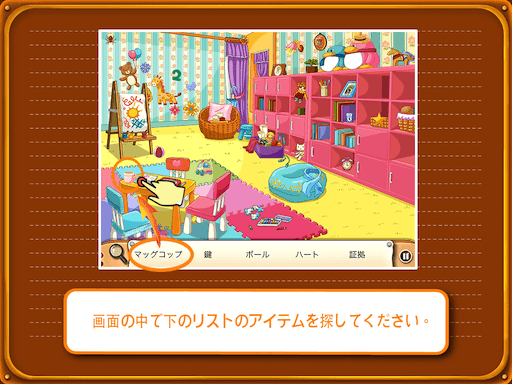 2
マッグコップ 鍵 ボール ハート 証拠
画面の中で下のリストのアイテムを探してください。